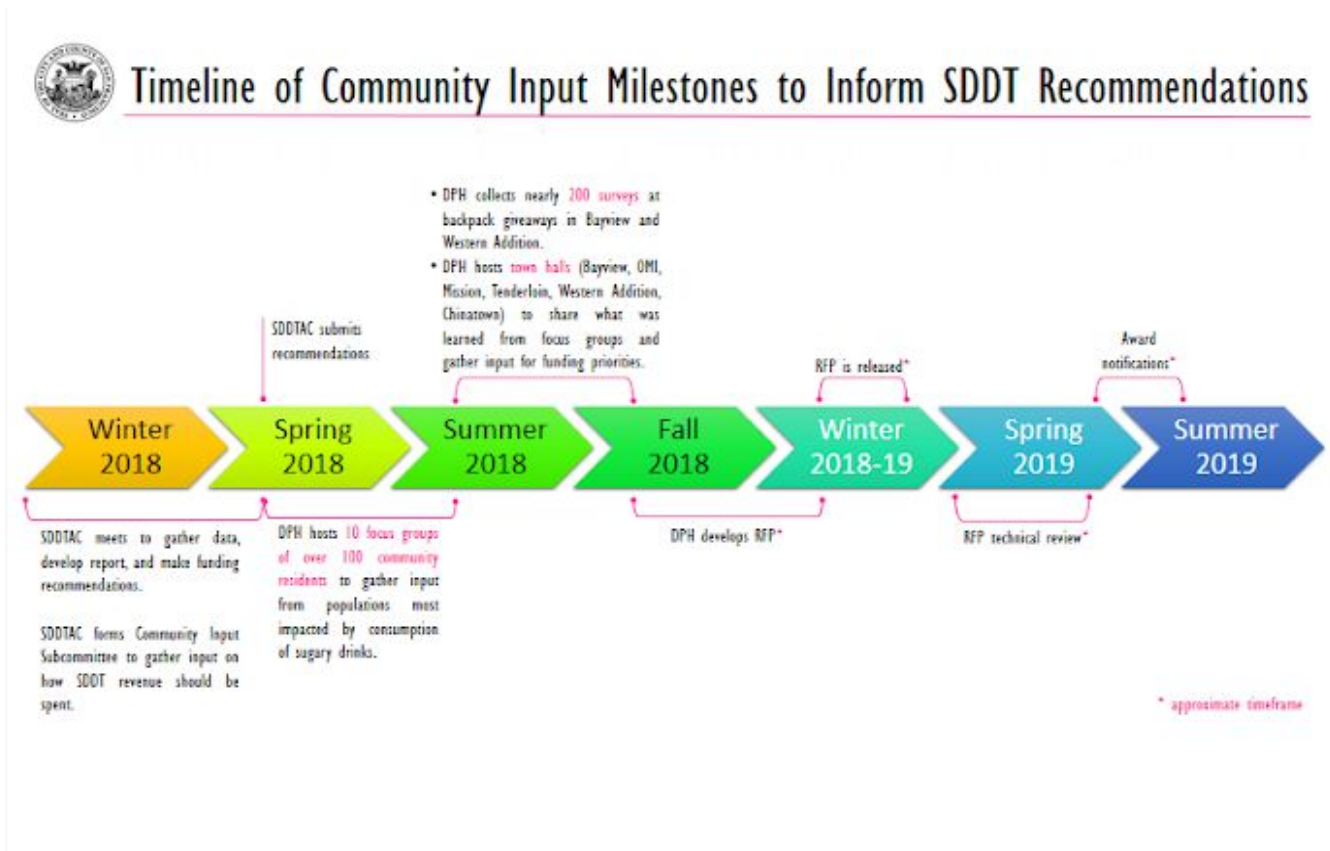 Timeline of Community Input Milestones to Inform SDDT Recommendations
• DPH collects nearly 200 surveys at
backpack giveaways in Bayview and
Western Addition.
• DPH hosts town halls (Bayview, OMI,
Mission, Tenderloin, Western Addition,
Chinatown) to share what was
learned from focus groups and
gather input for funding priorities.
SDDTAC submits
recommendations
RFP is released*
Award
notifications*
Winter
2018
Spring
2018
Summer
2018
Fall
2018
Winter
2018-19
Spring
2019
Summer
2019
SDDTAC meets to gather data,
develop report, and make funding
recommendations.
SDDTAC forms Community Input
Subcommittee to gather input on
how SDDT revenue should be
spent.
DPH hosts 10 focus groups
of over 100 community
residents to gather input
from populations most
impacted by consumption
of sugary drinks.
DPH develops RFP*
RFP technical review*
* approximate timeframe